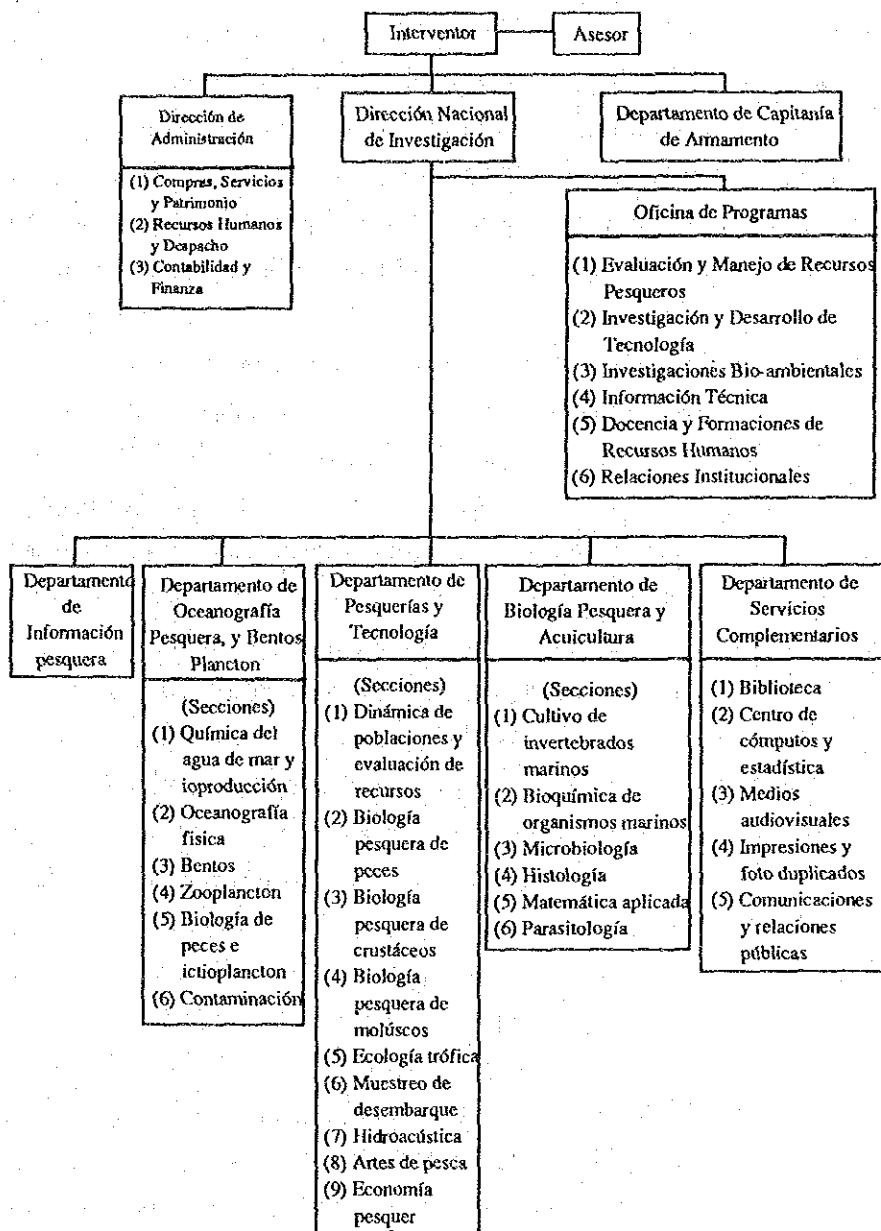 Interventor
Asesor
Dirección de
Administración
(1) Compras, Servicios
y Patrimonio
(2) Recursos Humanos
y Despacho
(3) Contabilidad y
Finanza
Dirección Nacional
de Investigación
Departamento de Capitanía
de Armamento
Oficina de Programas
(1) Evaluación y Manejo de Recursos
Pesqueros
(2) Investigación y Desarrollo de
Tecnología
(3) Investigaciones Bio-ambientales
(4) Información Técnica
(5) Docencia y Formaciones de
Recursos Humanos
(6) Relaciones Institucionales
Departamento
de
Información
pesquera
Departamento de
Oceanografía
Pesquera, y Bentos
Plancton
(Secciones)
(1) Química del
agua de mar y
ioproducción
(2) Oceanografía
física
(3) Bentos
(4) Zooplancton
(5) Biología de
peces e
ictioplancton
(6) Contaminación
Departamento de
Pesquerías y
Tecnología
(Secciones)
(1) Dinámica de
poblaciones y
evaluación de
recursos
(2) Biología
pesquera de
peces
(3) Biología
pesquera de
crustáceos
(4) Biología
pesquera de
molúscos
(5) Ecología trófica
(6) Muestreo de
desembarque
(7) Hidroacústica
(8) Artes de pesca
(9) Economía
pesquer
Departamento de
Biología Pesquera y
Acuicultura
(Secciones)
(1) Cultivo de
invertebrados
marinos
(2) Bioquímica de
organismos marinos
(3) Microbiología
(4) Histología
(5) Matemática aplicada
(6) Parasitología
Departamento de
Servicios
Complementarios
(1) Biblioteca
(2) Centro de
cómputos y
estadística
(3) Medios
audiovisuales
(4) Impresiones y
foto duplicados
(5) Comunicaciones
y relaciones
públicas